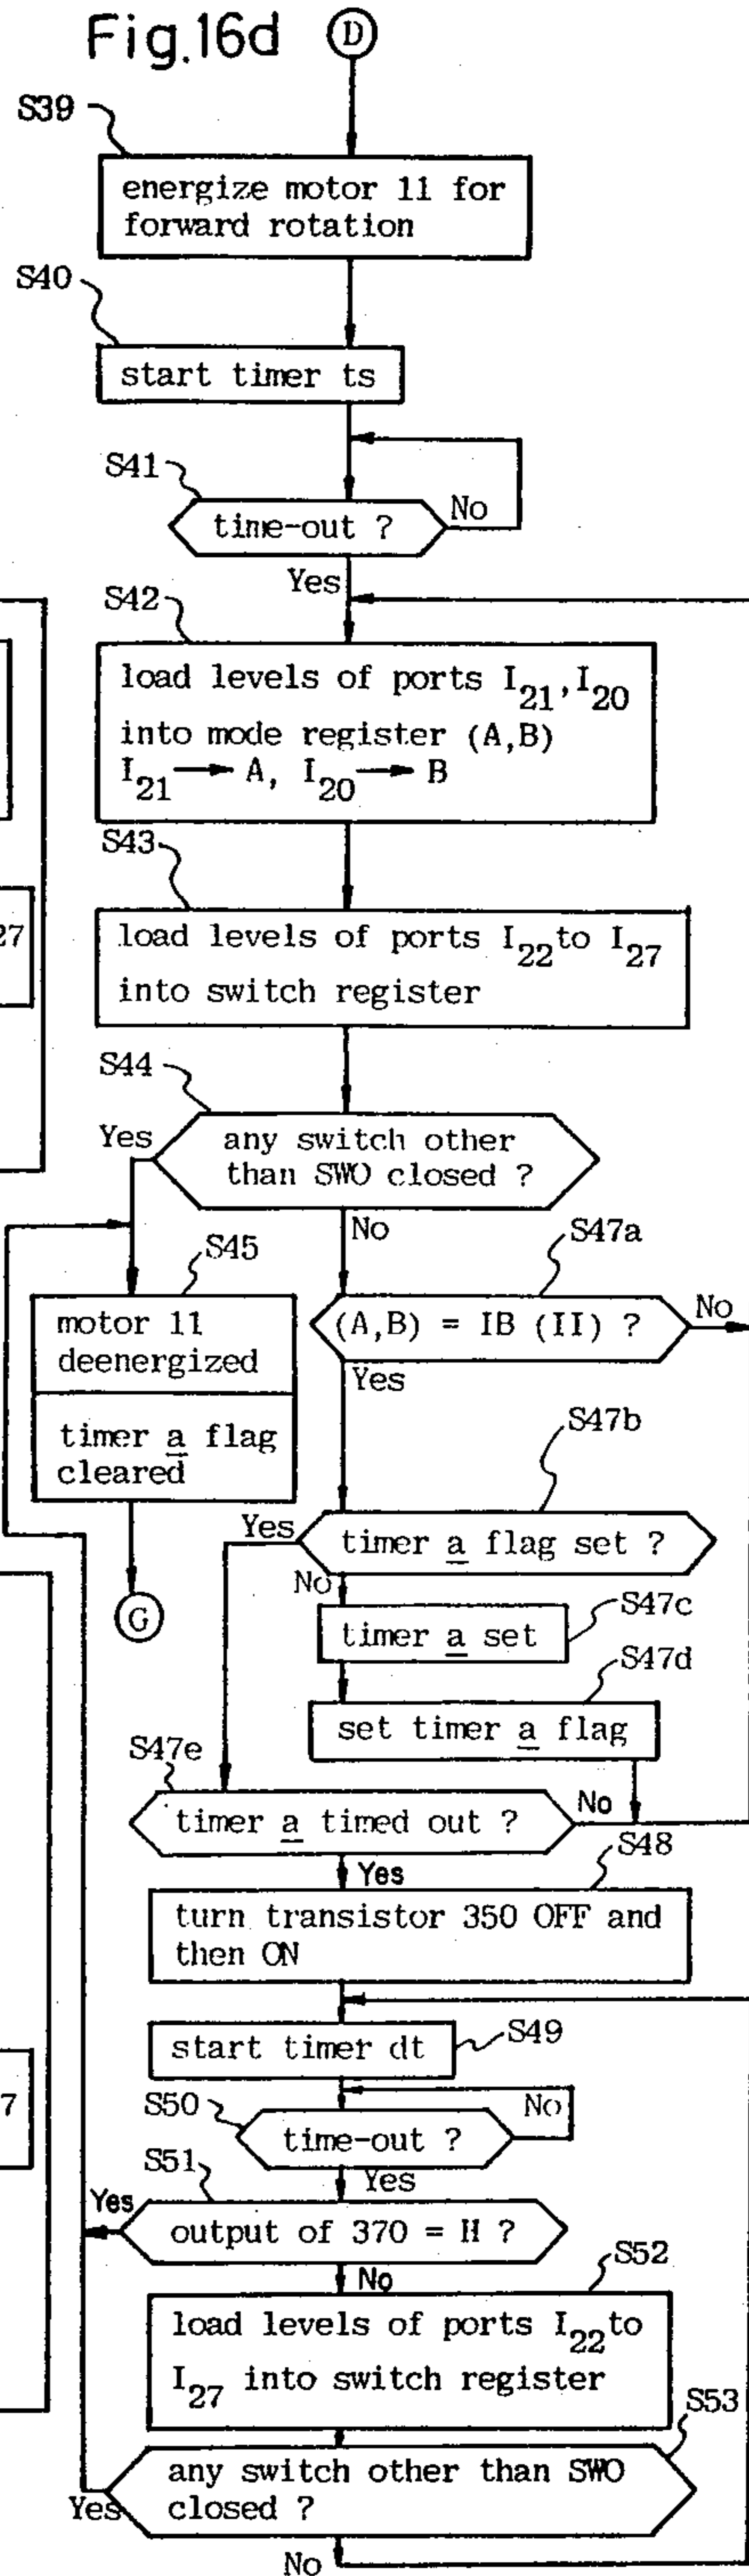 Fig.16d D
S39
energize motor 11 for
forward rotation
S40
start timer ts
S41
time-out ? No
Yes
S42
load levels of ports I21, I20
into mode register (A,B)
I21 → A, I20 → B
S43
27
load levels of ports I22 to I27
into switch register
S44
Yes any switch other
than SWO closed ?
No
S47a
S45
motor 11
deenergized
(A,B) = IB (II) ? No
Yes
timer a flag
cleared
S47b
Yes timer a flag set ?
No
G
S47c
timer a set
S47d
set timer a flag
S47e
timer a timed out ? No
Yes
S48
turn transistor 350 OFF and
then ON
start timer dt S49
7
S50 No
time-out ?
Yes
S51
Yes output of 370 = H ?
No
S52
load levels of ports I22 to
I27 into switch register
S53
any switch other than SWO
closed ?
Yes
No